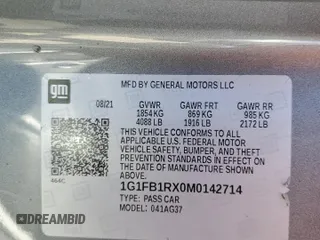 gm
MFD BY GENERAL MOTORS LLC
08/21 GVWR GAWR FRT GAWR RR
1854 KG 869 KG 985 KG
4088 LB 1916 LB 2172 LB
THIS VEHICLE CONFORMS TO ALL APPLICABLE
U.S. FEDERAL MOTOR
VEHICLE SAFETY, BUMPER, AND THEFT
PREVENTION STANDARDS IN EFFECT ON THE
DATE OF MANUFACTURE SHOWN ABOVE.
1G1FB1RX0M0142714
TYPE: PASS CAR
MODEL: 041AG37
DREAMBID